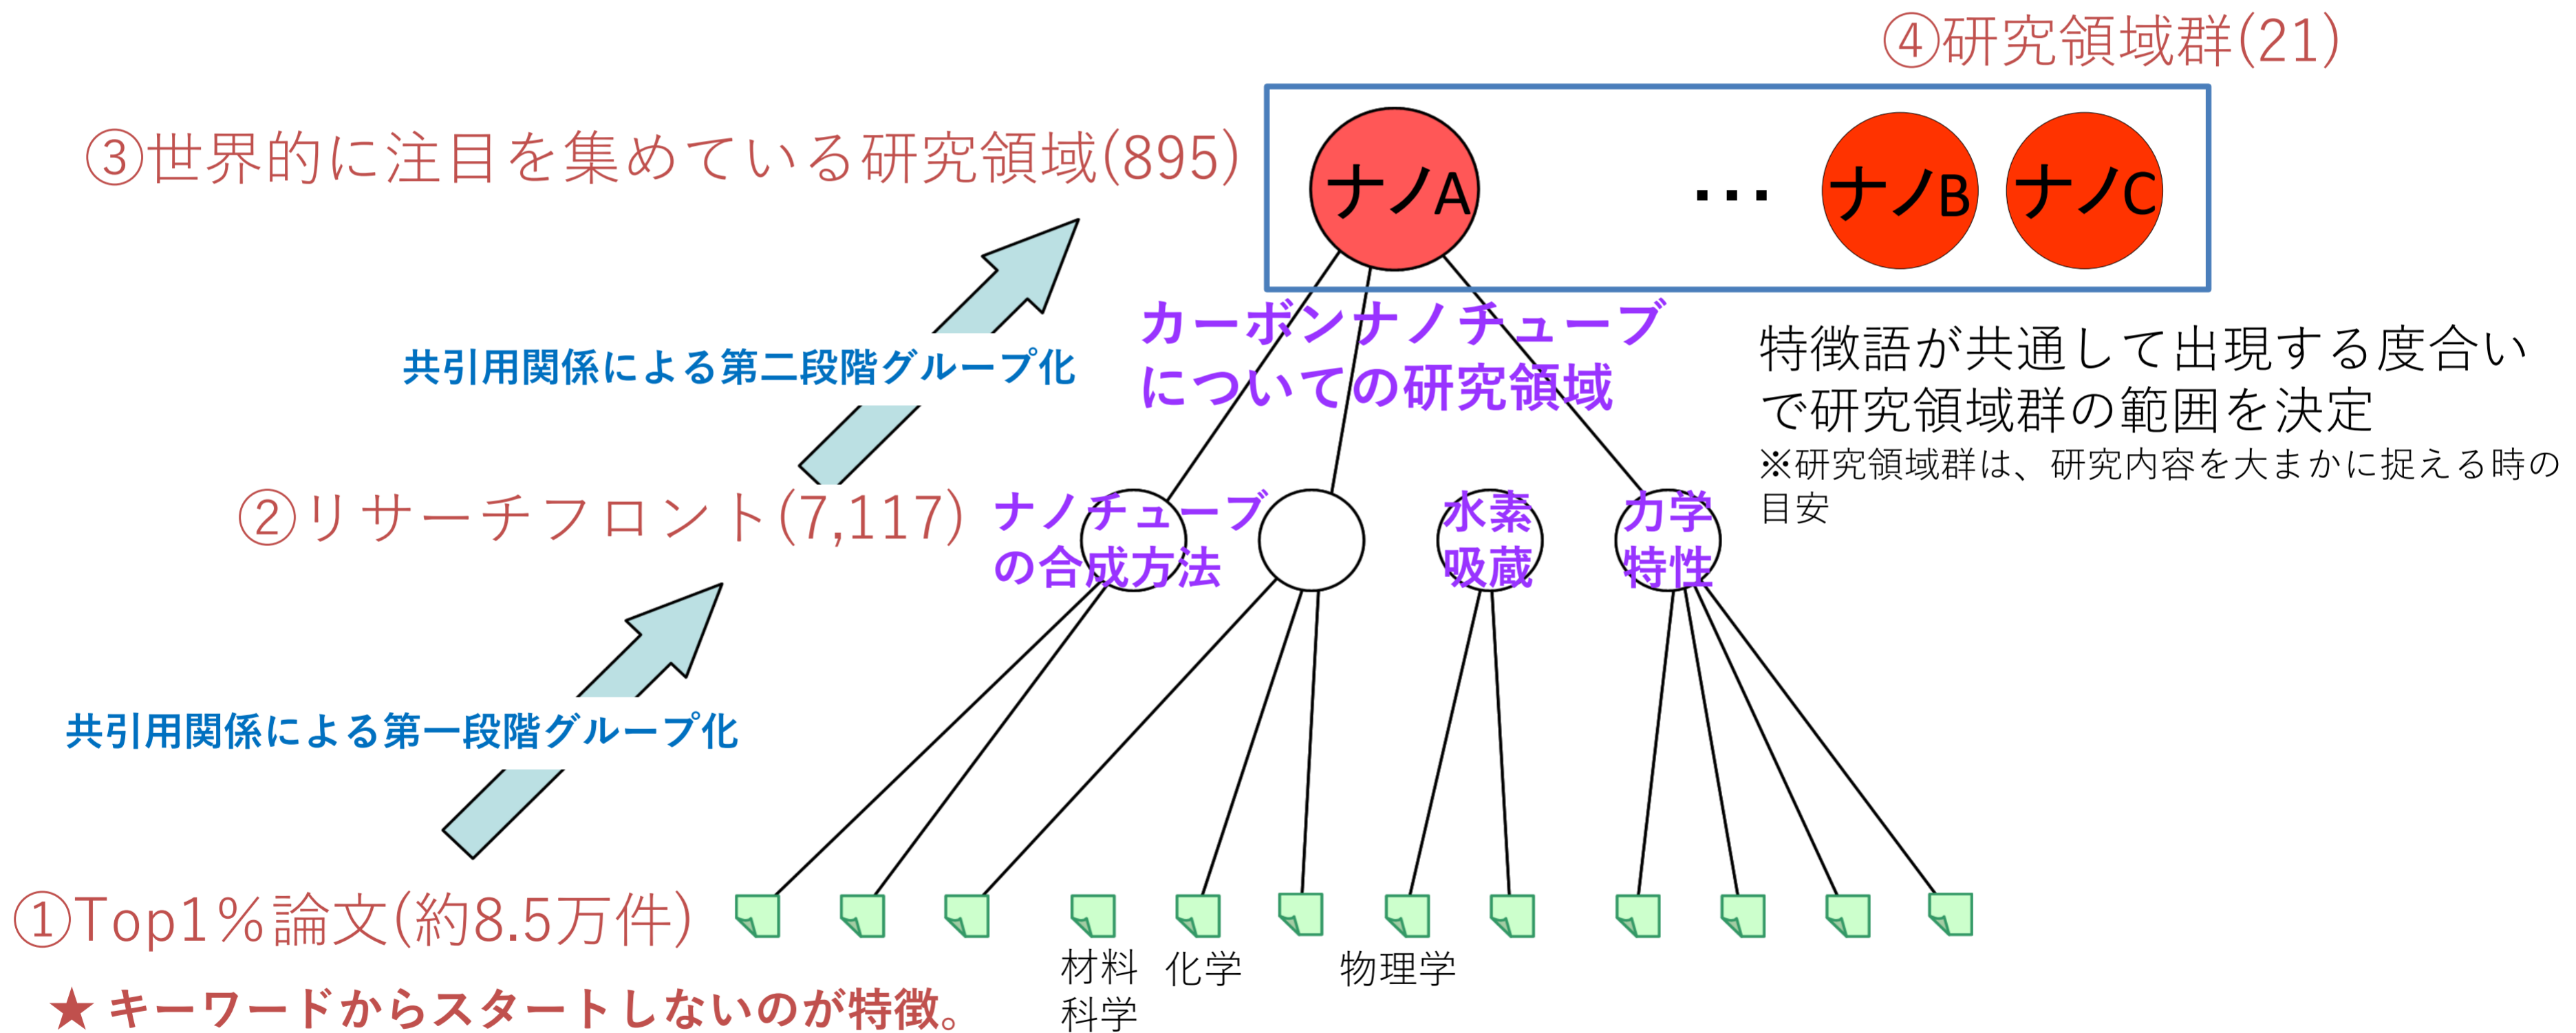 ④研究領域群(21)
③世界的に注目を集めている研究領域(895)
ナノA
…
ナノB
ナノC
共引用関係による第二段階グループ化
カーボンナノチューブ
についての研究領域
特徴語が共通して出現する度合い
で研究領域群の範囲を決定
※研究領域群は、研究内容を大まかに捉える時の
目安
②リサーチフロント(7,117)
ナノチューブ
の合成方法
水素
吸蔵
力学
特性
共引用関係による第一段階グループ化
①Top1％論文(約8.5万件)
材料
科学
化学
物理学
★ キーワードからスタートしないのが特徴。